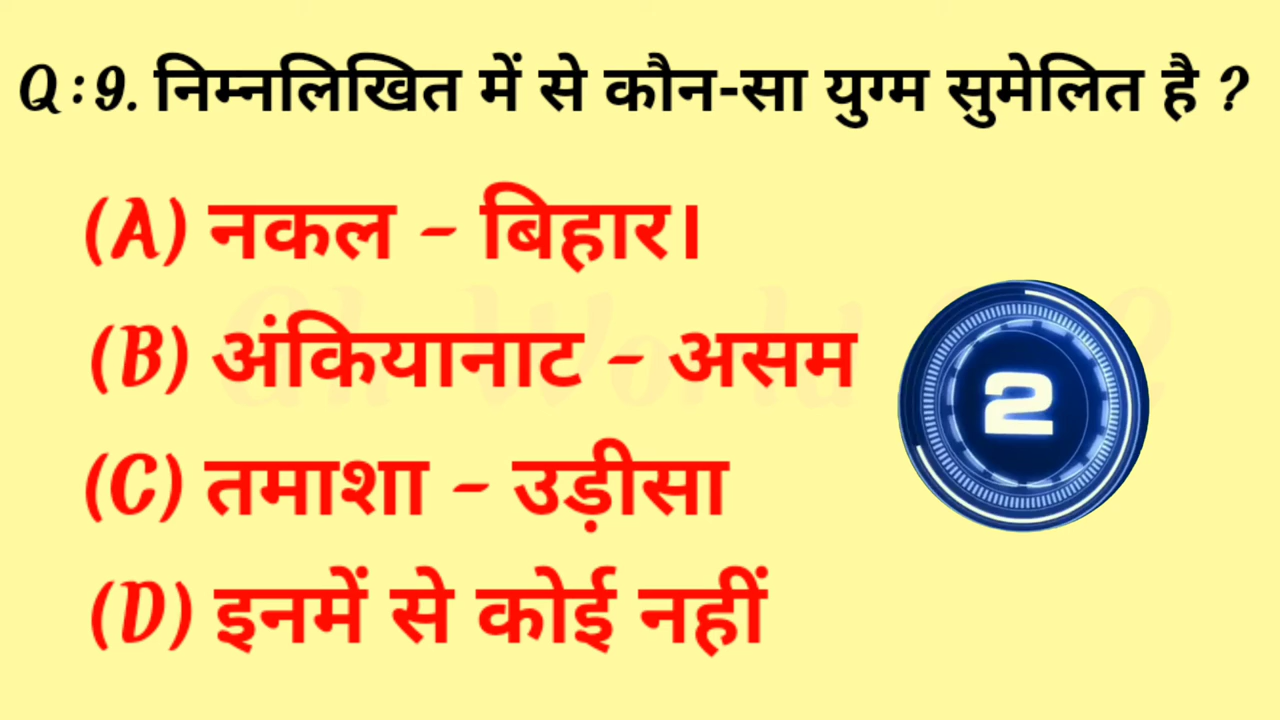 Q:9. निम्नलिखित में से कौन-सा युग्म सुमेलित है ?
(A) नकल - बिहार।
(B) अंकियानाट - असम
(C) तमाशा - उड़ीसा
(D) इनमें से कोई नहीं
2